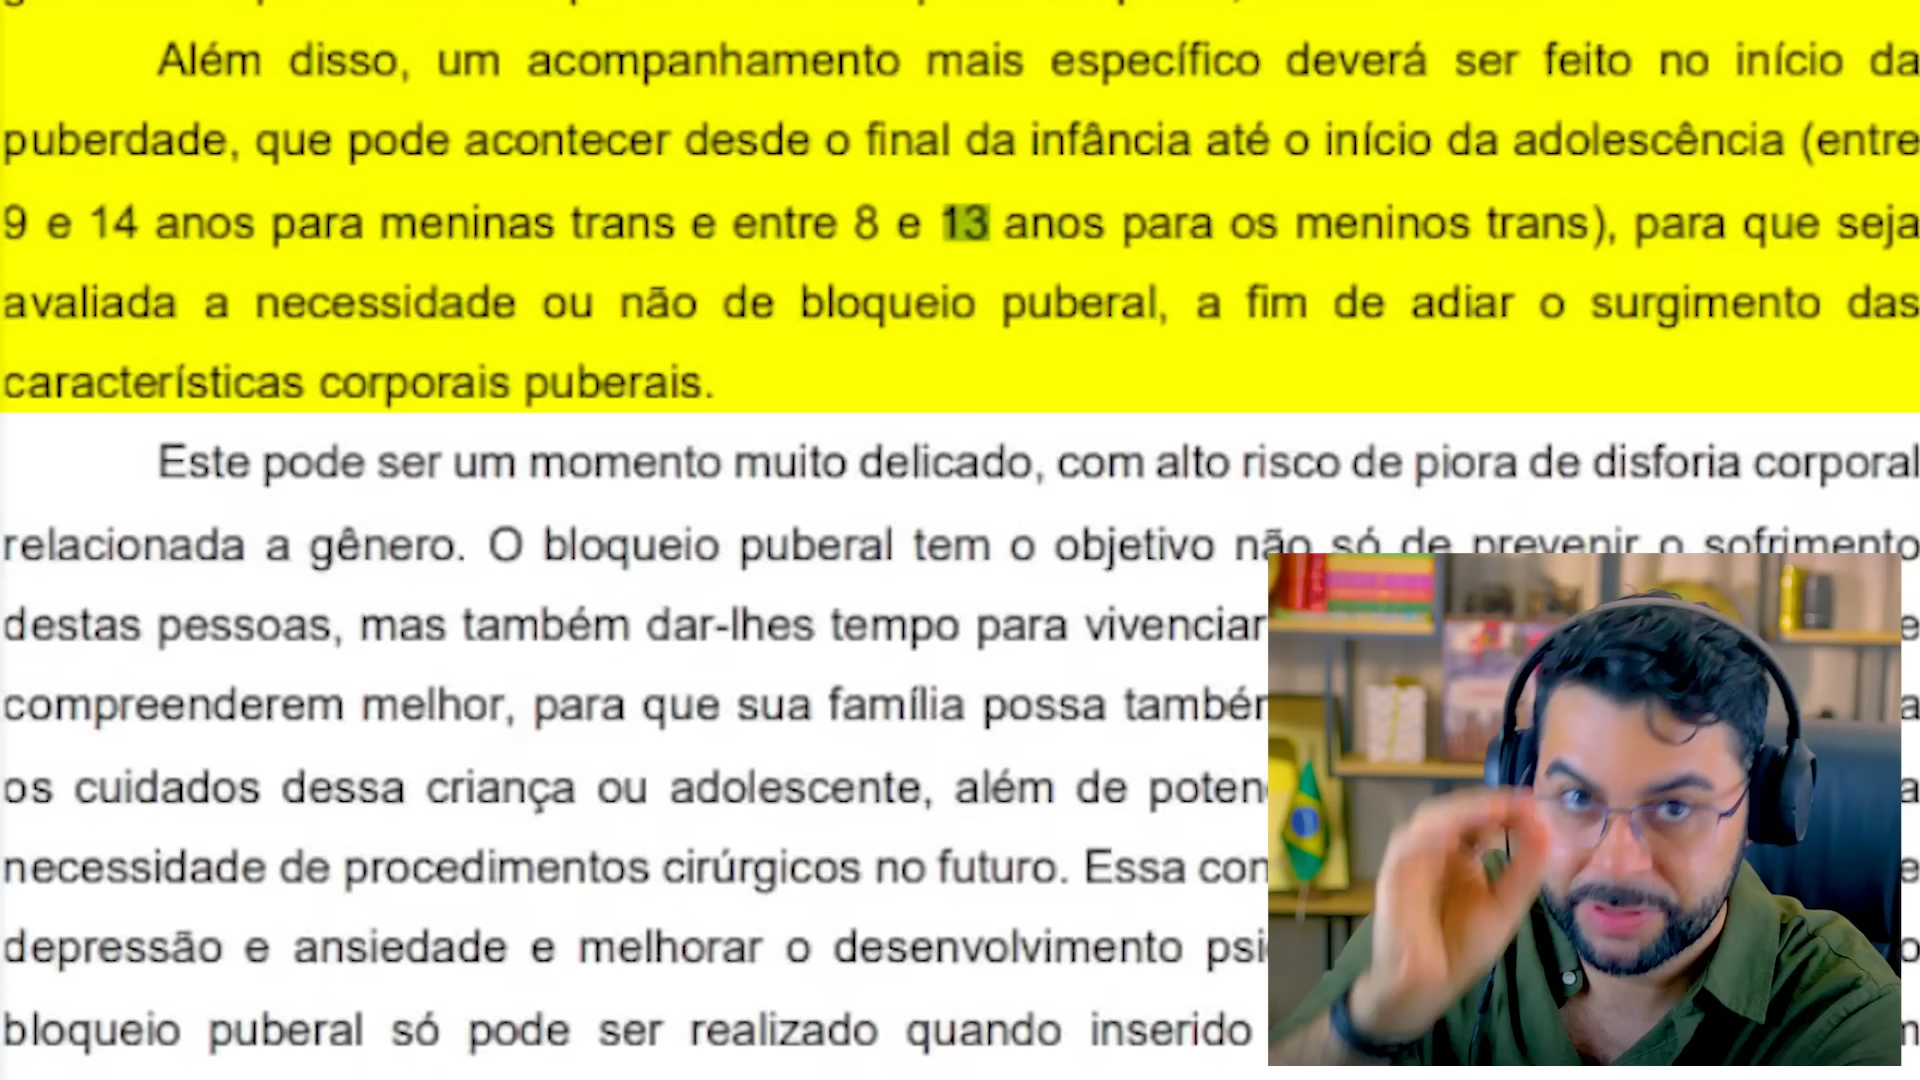 Além disso, um acompanhamento mais específico deverá ser feito no início da
puberdade, que pode acontecer desde o final da infância até o início da adolescência (entre
9 e 14 anos para meninas trans e entre 8 e 13 anos para os meninos trans), para que seja
avaliada a necessidade ou não de bloqueio puberal, a fim de adiar o surgimento das
características corporais puberais.
Este pode ser um momento muito delicado, com alto risco de piora de disforia corporal
relacionada a gênero. O bloqueio puberal tem o objetivo não só de prevenir o sofrimento
destas pessoas, mas também dar-lhes tempo para vivenciar e
compreenderem melhor, para que sua família possa a
os cuidados dessa criança ou adolescente, além de a
necessidade de procedimentos cirúrgicos no futuro. Essa e
depressão e ansiedade e melhorar o desenvolvimento o
bloqueio puberal só pode ser realizado quando inserido